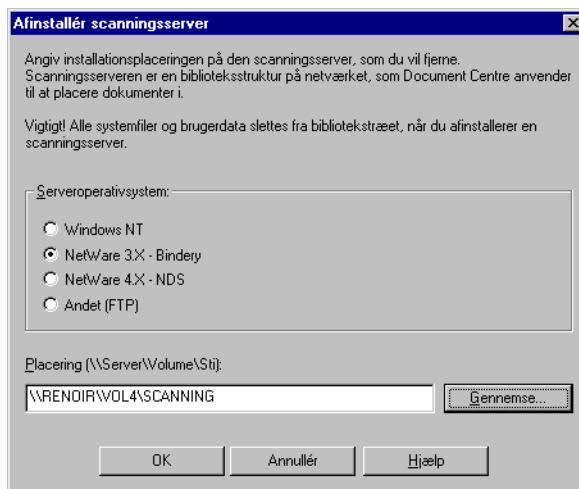 Afinstallér scanningsserver
Angiv installationsplaceringen på den scanningsserver, som du vil fjerne.
Scanningsserveren er en biblioteksstruktur på netværket, som Document Centre anvender
til at placere dokumenter i.
Vigtigt! Alle systemfiler og brugerdata slettes fra bibliotekstræet, når du afinstallerer en
scanningsserver.
Serveroperativsystem:
Windows NT
NetWare 3.X - Bindery
NetWare 4.X - NDS
Andet (FTP)
Placering (\\Server\Volume\Sti):
\\RENOIR\VOL4\SCANNING
Gennemse...
OK
Annullér
Hjælp